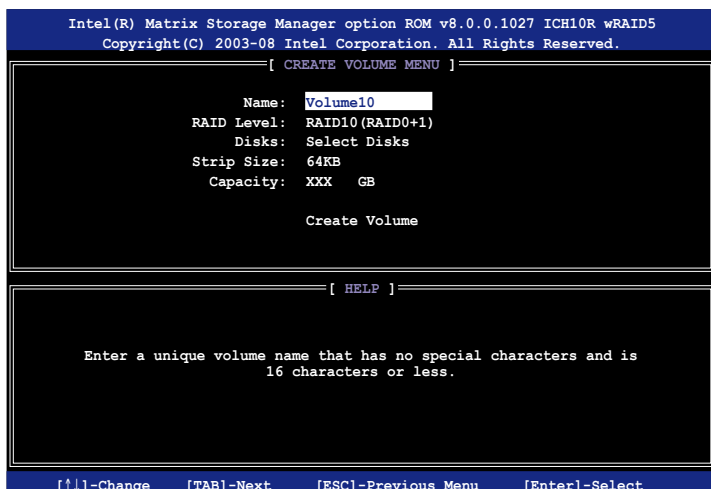 Intel(R) Matrix Storage Manager option ROM v8.0.0.1027 ICH10R wRAID5
Copyright(C) 2003-08 Intel Corporation. All Rights Reserved.
[ CREATE VOLUME MENU ]
Name: Volume10
RAID Level: RAID10(RAID0+1)
Disks: Select Disks
Strip Size: 64KB
Capacity: XXX GB
Create Volume
[ HELP ]
Enter a unique volume name that has no special characters and is
16 characters or less.
[↑↓]-Change [TAB]-Next [ESC]-Previous Menu [Enter]-Select